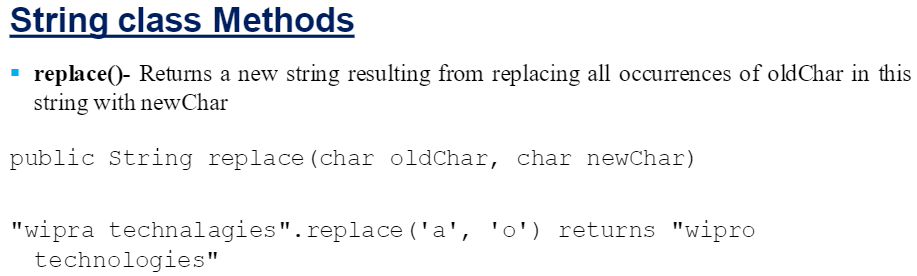 String class Methods
▪ replace()- Returns a new string resulting from replacing all occurrences of oldChar in this
string with newChar
public String replace(char oldChar, char newChar)
"wipra technalagies".replace('a', 'o') returns "wipro
technologies"